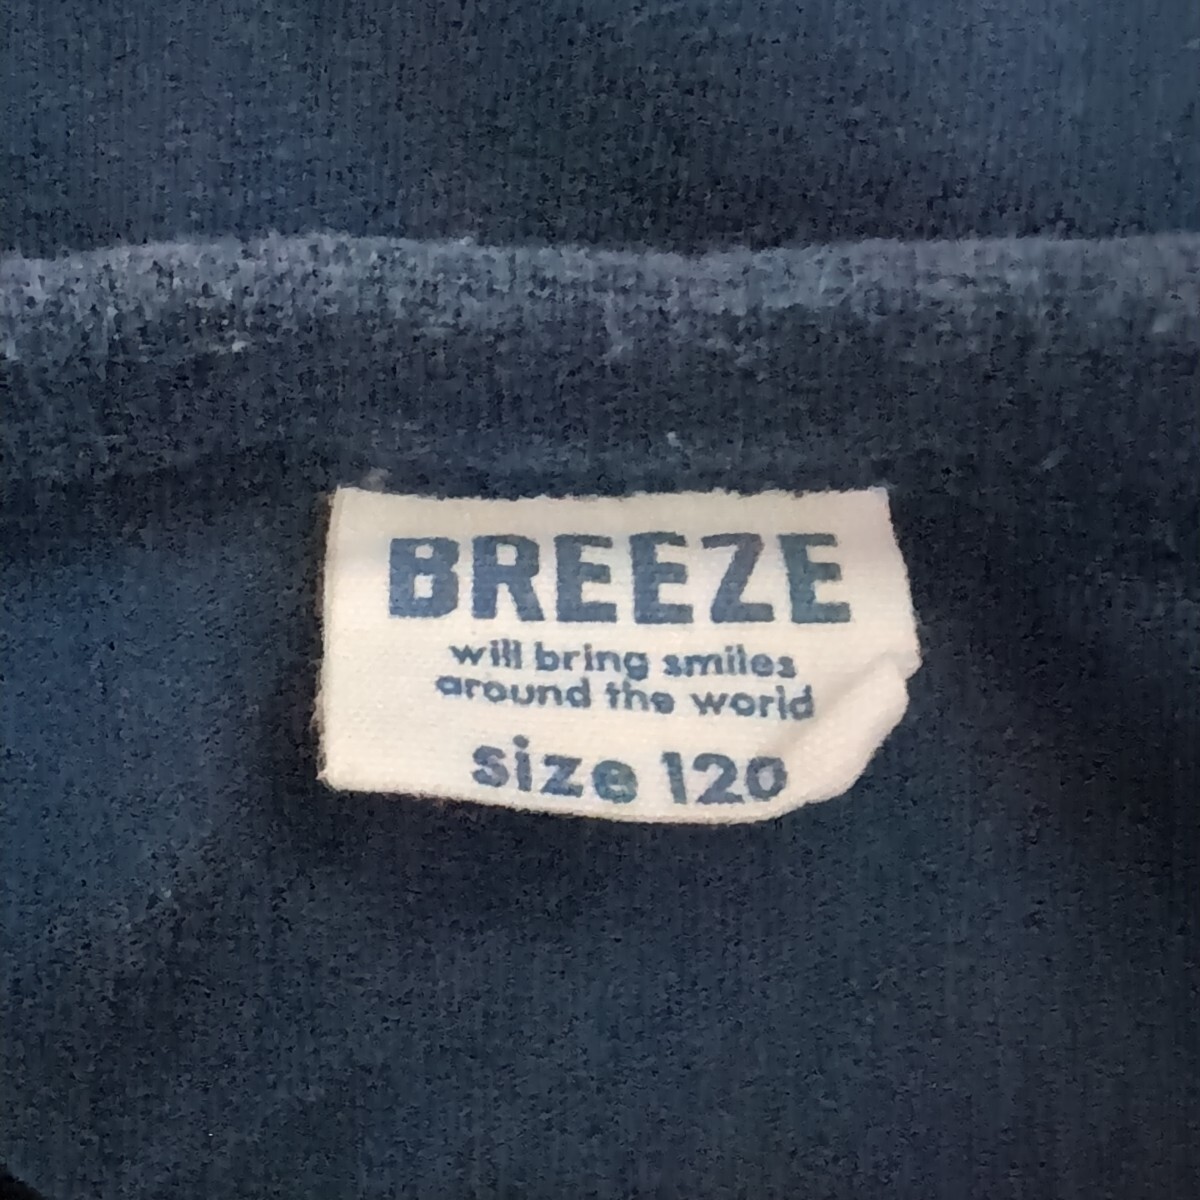 BREEZE
will bring smiles
around the world
size 120